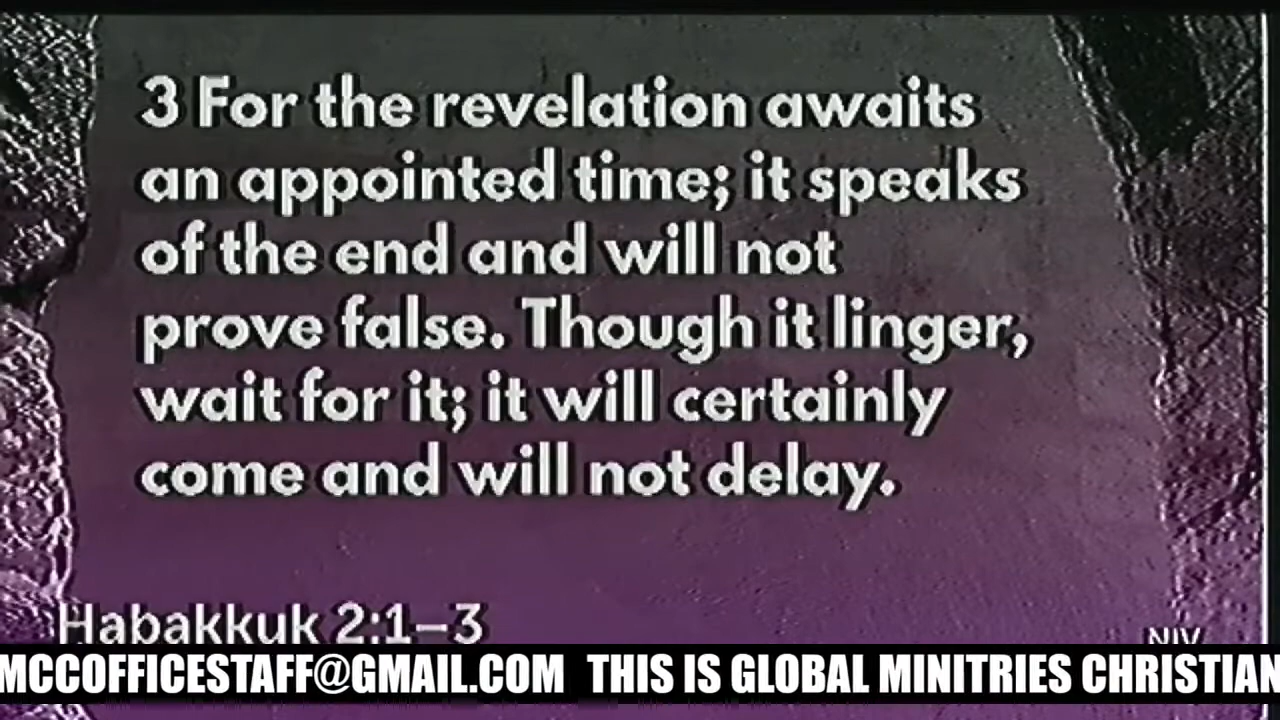 3 For the revelation awaits
an appointed time; it speaks
of the end and will not
prove false. Though it linger,
wait for it; it will certainly
come and will not delay.
Habakkuk 2:1–3
NIV
MCCOFFICESTAFF@GMAIL.COM THIS IS GLOBAL MINITRIES CHRISTIAN